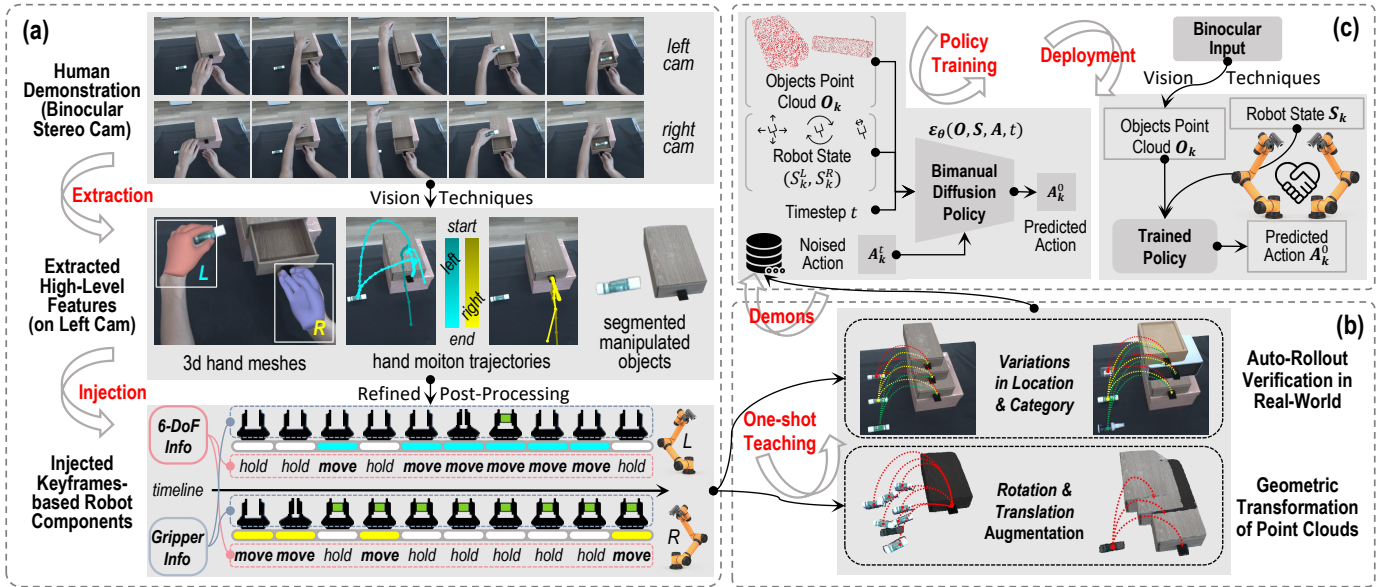 (a)
Human
Demonstration
(Binocular
Stereo Cam)
left
cam
right
cam
Extraction
Vision Techniques
Extracted
High-Level
Features
(on Left Cam)
L
R
start
left
right
end
3d hand meshes
hand moiton trajectories
segmented
manipulated
objects
Injection
Refined Post-Processing
Injected
Keyframes-
based Robot
Components
6-DoF
Info
hold hold move hold move move move move move hold
L
timeline
Gripper
Info
move move hold move hold hold hold hold hold move
R
(c)
Objects Point
Cloud O_k
Robot State
(S_k^L, S_k^R)
Timestep t
Noised
Action
A_k^t
Policy
Training
ε_θ(O, S, A, t)
Bimanual
Diffusion
Policy
A_k^0
Predicted
Action
Deployment
Binocular
Input
Vision Techniques
Objects Point
Cloud O_k
Robot State S_k
Trained
Policy
Predicted
Action A_k^0
Demons
(b)
One-shot
Teaching
Variations
in Location
& Category
Auto-Rollout
Verification in
Real-World
Rotation &
Translation
Augmentation
Geometric
Transformation
of Point Clouds